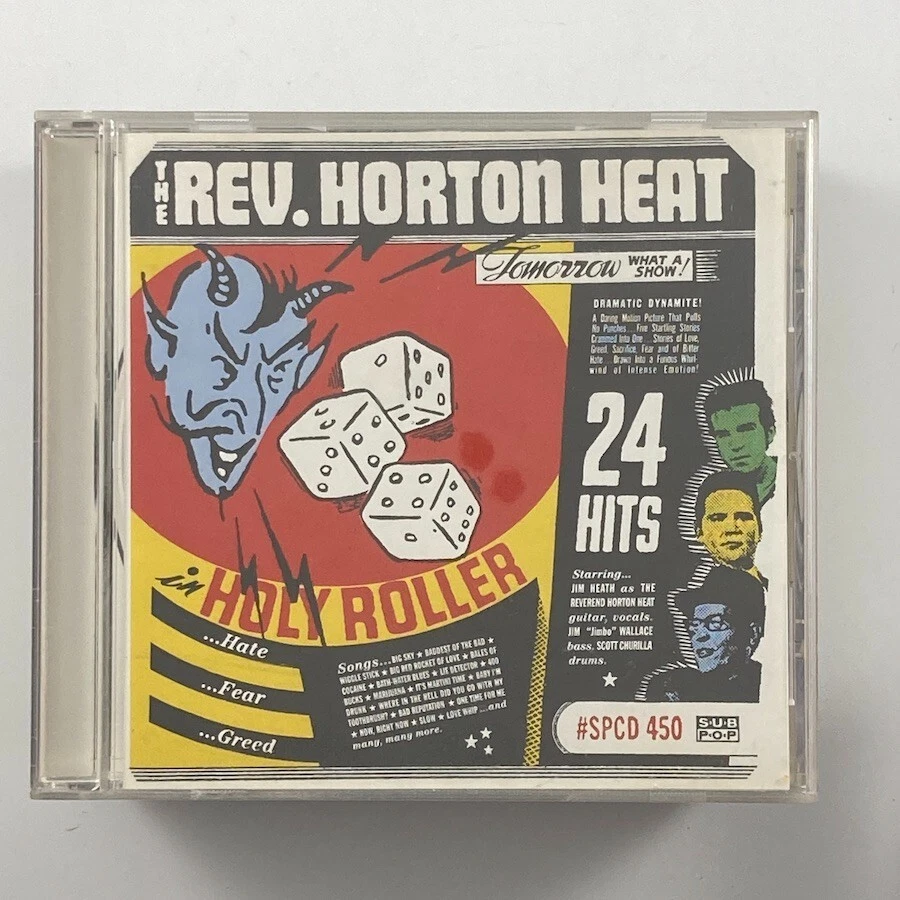 THE REV. HORTON HEAT
Tomorrow WHAT A SHOW!
DRAMATIC DYNAMITE!
A Daring Motion Picture That Pulls
No Punches... Five Startling Stories
Crammed Into One... Stories of Love,
Greed, Sacrifice, Fear and of Bitter
Hate... Drawn Into a Furious Whirl-
wind of Intense Emotion!
24
HITS
Starring...
JIM HEATH as THE
REVEREND HORTON HEAT
guitar, vocals.
JIM "Jimbo" WALLACE
bass. SCOTT CHURILLA
drums.
in HOLY ROLLER
...Hate
...Fear
...Greed
Songs...BIG SKY ★ BADDEST OF THE BAD ★
WIGGLE STICK ★ BIG RED ROCKET OF LOVE ★ BALES OF
COCAINE ★ BATH-WATER BLUES ★ LIE DETECTOR ★ 400
BUCKS ★ MARIJUANA ★ IT'S MARTINI TIME ★ BABY I'M
DRUNK ★ WHERE IN THE HELL DID YOU GO WITH MY
TOOTHBRUSH? ★ BAD REPUTATION ★ ONE TIME FOR ME
★ NOW, RIGHT NOW ★ SLOW ★ LOVE WHIP ...and
many, many more.
#SPCD 450
SUB
POP